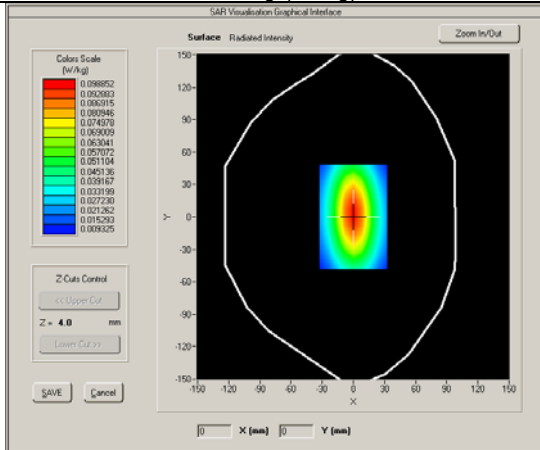 SAR Visualisation Graphical Interface
Surface Radiated Intensity
Zoom In/Out
Colors Scale
(W/kg)
0.098852
0.092883
0.086915
0.080946
0.074978
0.069009
0.063041
0.057072
0.051104
0.045136
0.039167
0.033199
0.027230
0.021262
0.015293
0.009325
Z-Cuts Control
<< Upper Cut
Z = 4.0 mm
Lower Cut >>
SAVE Cancel
150
120
90
60
30
0
-30
-60
-90
-120
-150
Y
-150 -120 -90 -60 -30 0 30 60 90 120 150
X
0 X (mm) 0 Y (mm)